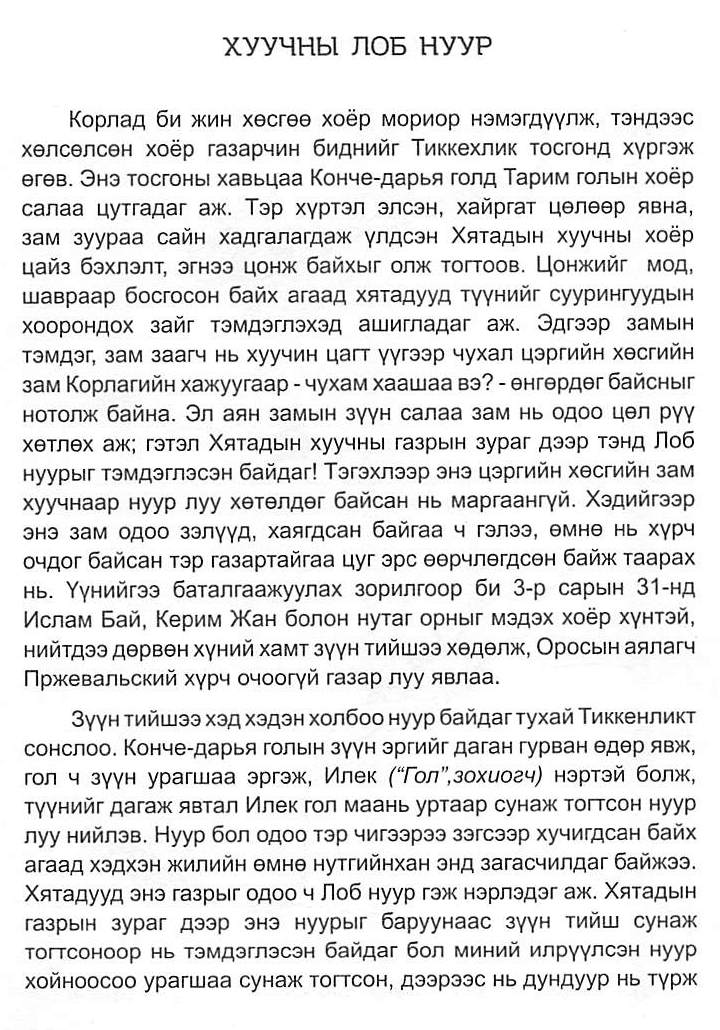 ХУУЧНЫ ЛОБ НУУР
Корлад би жин хөсгөө хоёр мориор нэмэгдүүлж, тэндээс
хөлсөлсөн хоёр газарчин биднийг Тиккехлик тосгонд хүргэж
өгөв. Энэ тосгоны хавьцаа Конче-дарья голд Тарим голын хоёр
салаа цутгадаг аж. Тэр хүртэл элсэн, хайргат цөлөөр явна,
зам зуураа сайн хадгалагдаж үлдсэн Хятадын хуучны хоёр
цайз бэхлэлт, эгнээ цонж байхыг олж тогтоов. Цонжийг мод,
шавраар босгосон байх агаад хятадууд түүнийг суурингуудын
хоорондох зайг тэмдэглэхэд ашигладаг аж. Эдгээр замын
тэмдэг, зам заагч нь хуучин цагт үүгээр чухал цэргийн хөсгийн
зам Корлагийн хажуугаар - чухам хаашаа вэ? - өнгөрдөг байсныг
нотолж байна. Эл аян замын зүүн салаа зам нь одоо цөл рүү
хөтлөх аж; гэтэл Хятадын хуучны газрын зураг дээр тэнд Лоб
нуурыг тэмдэглэсэн байдаг! Тэгэхлээр энэ цэргийн хөсгийн зам
хуучнаар нуур луу хөтөлдөг байсан нь маргаангүй. Хэдийгээр
энэ зам одоо зэлүүд, хаягдсан байгаа ч гэлээ, өмнө нь хүрч
очдог байсан тэр газартайгаа цуг эрс өөрчлөгдсөн байж таарах
нь. Үүнийгээ баталгаажуулах зорилгоор би 3-р сарын 31-нд
Ислам Бай, Керим Жан болон нутаг орныг мэдэх хоёр хүнтэй,
нийтдээ дөрвөн хүний хамт зүүн тийшээ хөдөлж, Оросын аялагч
Пржевальский хүрч очоогүй газар луу явлаа.
Зүүн тийшээ хэд хэдэн холбоо нуур байдаг тухай Тиккенликт
сонслоо. Конче-дарья голын зүүн эргийг даган гурван өдөр явж,
гол ч зүүн урагшаа эргэж, Илек (“Гол”,зохиогч) нэртэй болж,
түүнийг дагаж явтал Илек гол маань уртаар сунаж тогтсон нуур
луу нийлэв. Нуур бол одоо тэр чигээрээ зэгсээр хучигдсан байх
агаад хэдхэн жилийн өмнө нутгийнхан энд загасчилдаг байжээ.
Хятадууд энэ газрыг одоо ч Лоб нуур гэж нэрлэдэг аж. Хятадын
газрын зураг дээр энэ нуурыг баруунаас зүүн тийш сунаж
тогтсоноор нь тэмдэглэсэн байдаг бол миний илрүүлсэн нуур
хойноосоо урагшаа сунаж тогтсон, дээрээс нь дундуур нь түрж